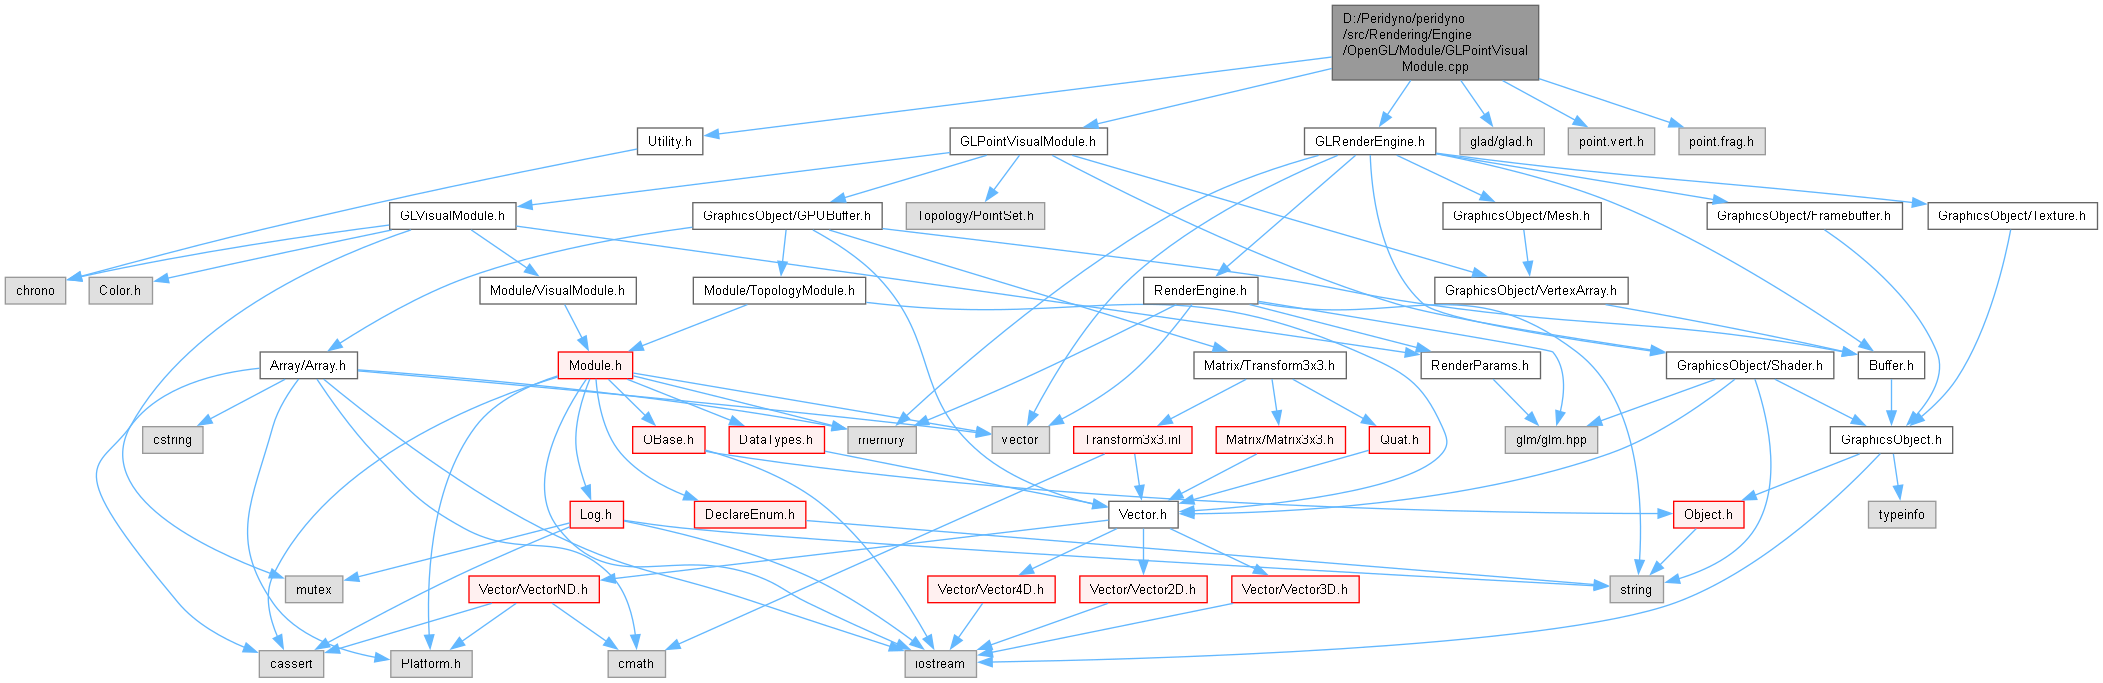 D:/Peridyno/peridyno
/src/Rendering/Engine
/OpenGL/Module/GLPointVisual
Module.cpp
Utility.h
GLPointVisualModule.h
GLRenderEngine.h
glad/glad.h
point.vert.h
point.frag.h
GLVisualModule.h
GraphicsObject/GPUBuffer.h
Topology/PointSet.h
GraphicsObject/Mesh.h
GraphicsObject/Framebuffer.h
GraphicsObject/Texture.h
chrono
Color.h
Module/VisualModule.h
Module/TopologyModule.h
RenderEngine.h
GraphicsObject/VertexArray.h
Array/Array.h
Module.h
Matrix/Transform3x3.h
RenderParams.h
GraphicsObject/Shader.h
Buffer.h
cstring
OBase.h
DataTypes.h
memory
vector
Transform3x3.inl
Matrix/Matrix3x3.h
Quat.h
glm/glm.hpp
GraphicsObject.h
Log.h
DeclareEnum.h
Vector.h
Object.h
typeinfo
mutex
Vector/VectorND.h
Vector/Vector4D.h
Vector/Vector2D.h
Vector/Vector3D.h
string
cassert
Platform.h
cmath
iostream